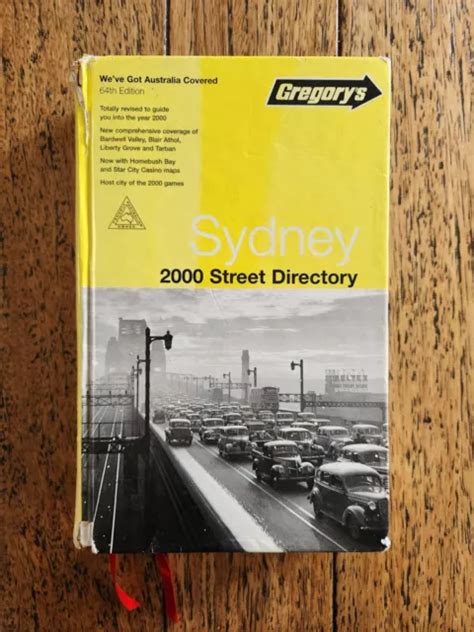 We've Got Australia Covered
64th Edition
Gregory's
Totally revised to guide
you into the year 2000
New comprehensive coverage of
Bardwell Valley, Blair Athol,
Liberty Grove and Tarban
Now with Homebush Bay
and Star City Casino maps
Host city of the 2000 games
Sydney
2000 Street Directory